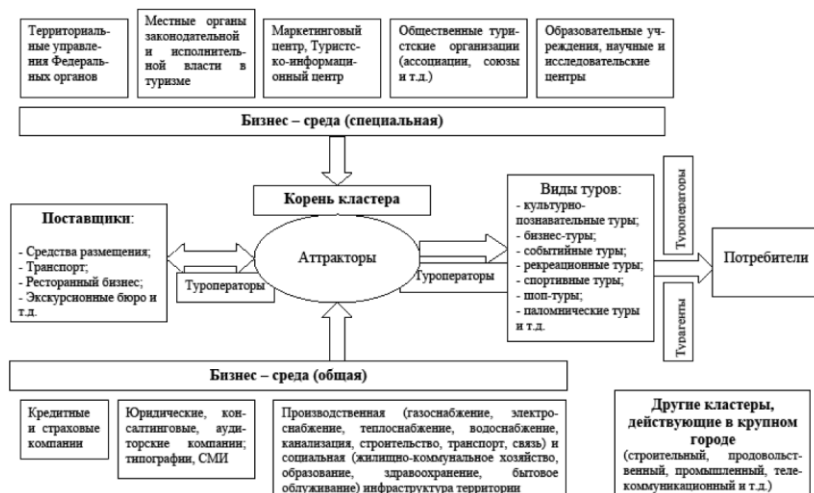 Территориаль-
ные управле-
ния Федераль-
ных органов
Местные органы
законодательной
и исполнитель-
ной власти в
туризме
Маркетинговый
центр, Туристс-
ко-информаци-
онный центр
Общественные тури-
стские организации
(ассоциации, союзы
и т.д.)
Образовательные уч-
реждения, научные и
исследовательские
центры
Бизнес – среда (специальная)
Корень кластера
Аттракторы
Поставщики:
- Средства размещения;
- Транспорт;
- Ресторанный бизнес;
- Экскурсионные бюро и
т.д.
Туроператоры
Туроператоры
Виды туров:
- культурно-
познавательные туры;
- бизнес-туры;
- событийные туры;
- рекреационные туры;
- спортивные туры;
- шоп-туры;
- паломнические туры
и т.д.
Туроператоры
Турагенты
Потребители
Бизнес – среда (общая)
Кредитные
и страховые
компании
Юридические, кон-
салтинговые, ауди-
торские компании;
типографии, СМИ
Производственная (газоснабжение, электро-
снабжение, теплоснабжение, водоснабжение,
канализация, строительство, транспорт, связь) и
социальная (жилищно-коммунальное хозяйство,
образование, здравоохранение, бытовое
облуживание) инфраструктура территории
Другие кластеры,
действующие в крупном
городе
(строительный, продовольст-
венный, промышленный, теле-
коммуникационный и т.д.)